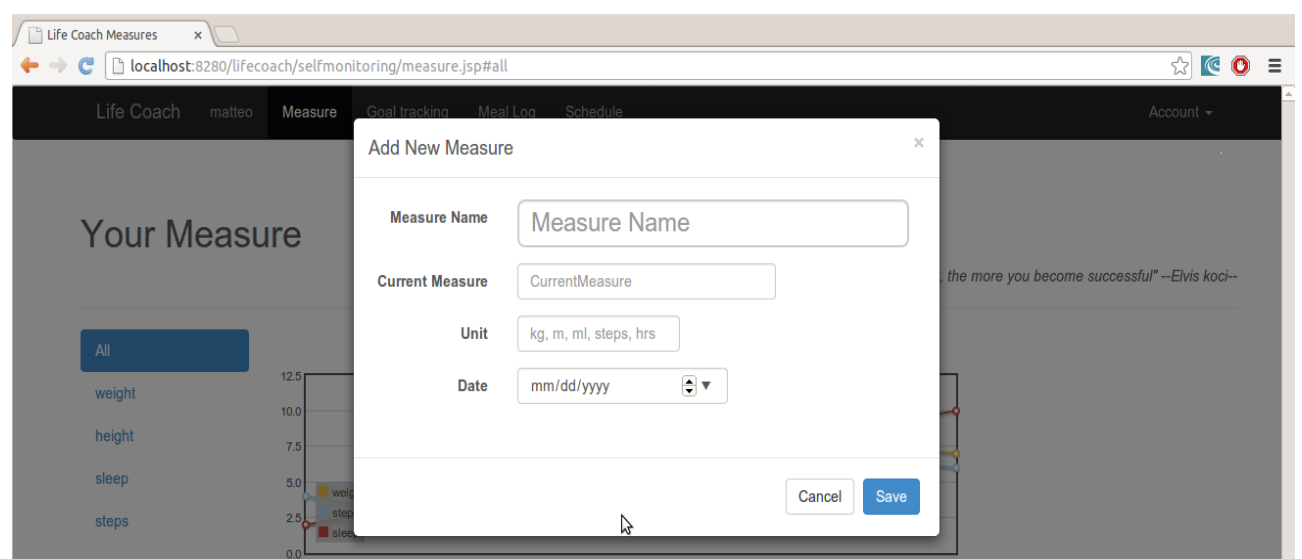 Life Coach Measures x
localhost:8280/lifecoach/selfmonitoring/measure.jsp#all
Life Coach matteo Measure Goal tracking Meal Log Schedule Account
Add New Measure ×
Measure Name Measure Name
Your Measure
Current Measure CurrentMeasure
, the more you become successful" --Elvis koci--
Unit kg, m, ml, steps, hrs
All
Date mm/dd/yyyy
12.5
weight
10.0
height
7.5
sleep
5.0
weig
Cancel Save
steps
2.5
step
slee
0.0